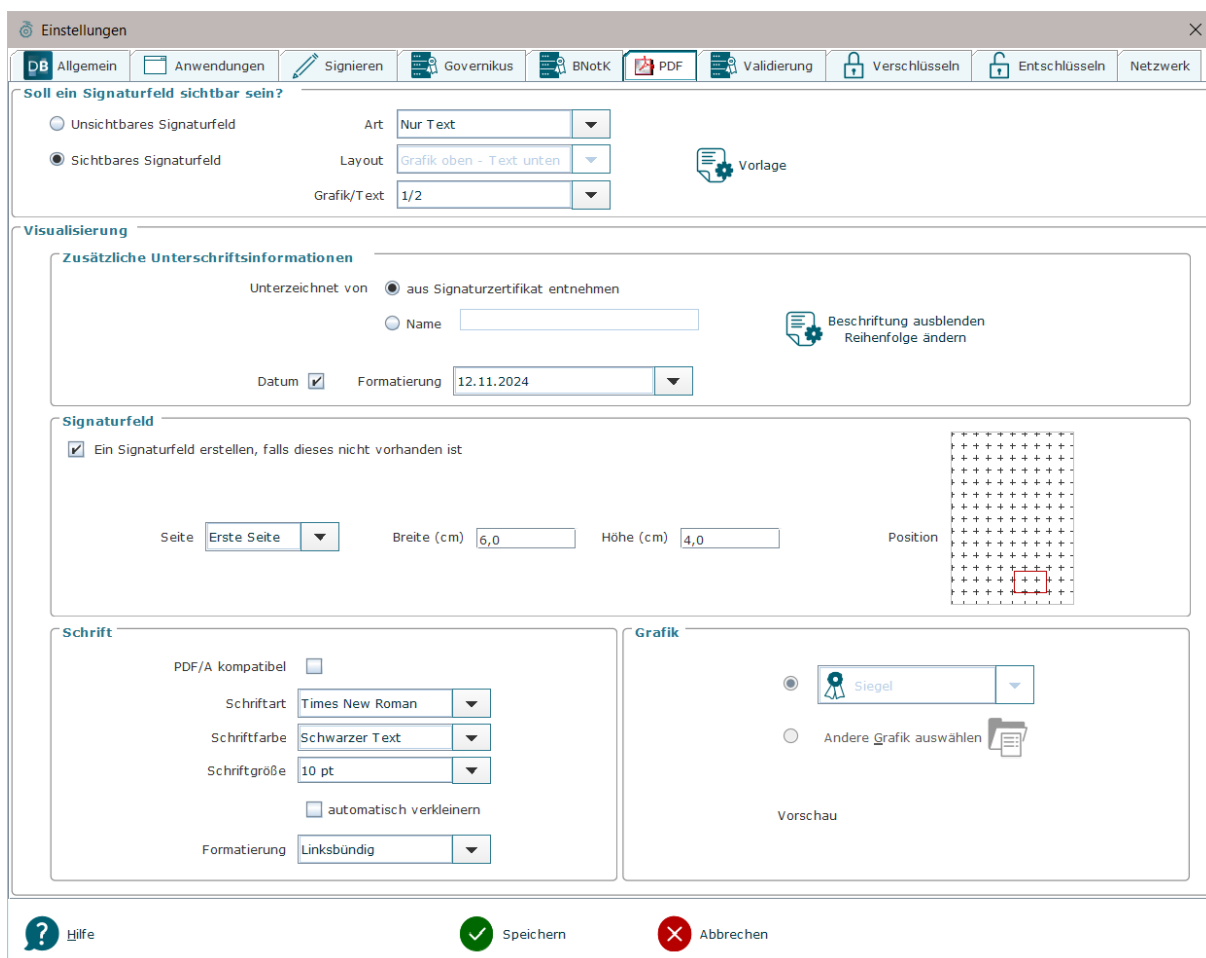 Einstellungen
DB Allgemein Anwendungen Signieren Governikus BNotK PDF Validierung Verschlüsseln Entschlüsseln Netzwerk
Soll ein Signaturfeld sichtbar sein?
Unsichtbares Signaturfeld Art Nur Text
Sichtbares Signaturfeld Layout Grafik oben - Text unten Vorlage
Grafik/Text 1/2
Visualisierung
Zusätzliche Unterschriftsinformationen
Unterzeichnet von aus Signaturzertifikat entnehmen
Name
Beschriftung ausblenden
Reihenfolge ändern
Datum Formatierung 12.11.2024
Signaturfeld
Ein Signaturfeld erstellen, falls dieses nicht vorhanden ist
Seite Erste Seite Breite (cm) 6,0 Höhe (cm) 4,0 Position
Schrift
PDF/A kompatibel
Schriftart Times New Roman
Schriftfarbe Schwarzer Text
Schriftgröße 10 pt
automatisch verkleinern
Formatierung Linksbündig
Grafik
Siegel
Andere Grafik auswählen
Vorschau
Hilfe Speichern Abbrechen